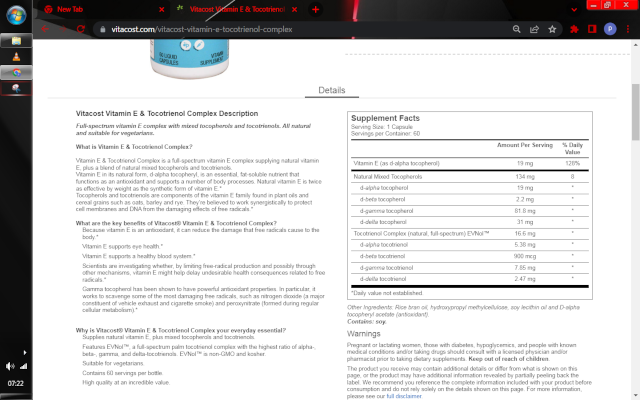 New Tab
Vitacost Vitamin E & Tocotrienol
vitacost.com/vitacost-vitamin-e-tocotrienol-complex
P
60 LIQUID CAPSULES
VITAMIN SUPPLEMENT
Details
Vitacost Vitamin E & Tocotrienol Complex Description
Full-spectrum vitamin E complex with mixed tocopherols and tocotrienols. All natural
and suitable for vegetarians.
What is Vitamin E & Tocotrienol Complex?
Vitamin E & Tocotrienol Complex is a full-spectrum vitamin E complex supplying natural vitamin
E, plus a blend of natural mixed tocopherols and tocotrienols.
Vitamin E in its natural form, d-alpha tocopheryl, is an essential, fat-soluble nutrient that
functions as an antioxidant and supports a number of body processes. Natural vitamin E is twice
as effective by weight as the synthetic form of vitamin E.*
Tocopherols and tocotrienols are components of the vitamin E family found in plant oils and
cereal grains such as oats, barley and rye. They're believed to work synergistically to protect
cell membranes and DNA from the damaging effects of free radicals.*
What are the key benefits of Vitacost® Vitamin E & Tocotrienol Complex?
Because vitamin E is an antioxidant, it can reduce the damage that free radicals cause to the
body.*
Vitamin E supports eye health.*
Vitamin E supports a healthy blood system.*
Scientists are investigating whether, by limiting free-radical production and possibly through
other mechanisms, vitamin E might help delay undesirable health consequences related to free
radicals.*
Gamma tocopherol has been shown to have powerful antioxidant properties. In particular, it
works to scavenge some of the most damaging free radicals, such as nitrogen dioxide (a major
constituent of vehicle exhaust and cigarette smoke) and peroxynitrate (formed during regular
cellular metabolism).*
Why is Vitacost® Vitamin E & Tocotrienol Complex your everyday essential?
Supplies natural vitamin E, plus mixed tocopherols and tocotrienols.
Features EVNol™, a full-spectrum palm tocotrienol complex with the highest ratio of alpha-,
beta-, gamma, and delta-tocotrienols. EVNol™ is non-GMO and kosher
Suitable for vegetarians
Contains 60 servings per bottle.
High quality at an incredible value.
Supplement Facts
Serving Size: 1 Capsule
Servings per Container: 60
Amount Per Serving % Daily Value
Vitamin E (as d-alpha tocopherol) 19 mg 128%
Natural Mixed Tocopherols 134 mg 8
d-alpha tocopherol 19 mg *
d-beta tocopherol 2.2 mg *
d-gamma tocopherol 81.8 mg *
d-della tocopherol 31 mg *
Tocotrienol Complex (natural, full-spectrum) EVNol™ 16.6 mg *
d-alpha tocotrienol 5.38 mg *
d-beta tocotrienol 900 mcg *
d-gamma tocotrienol 7.85 mg *
d-della tocotrienol 2.47 mg *
*Daily value not established.
Other Ingredients: Rice bran oil, hydroxypropyl methylcellulose, soy lecithin oil and D-alpha
tocopheryl acetate (antioxidant).
Contains: soy.
Warnings
Pregnant or lactating women, those with diabetes, hypoglycemics, and people with known
medical conditions and/or taking drugs should consult with a licensed physician and/or
pharmacist prior to taking dietary supplements. Keep out of reach of children.
The product you receive may contain additional details or differ from what is shown on this
page, or the product may have additional information revealed by partially peeling back the
label. We recommend you reference the complete information included with your product before
consumption and do not rely solely on the details shown on this page. For more information,
please see our full disclaimer.
07:22